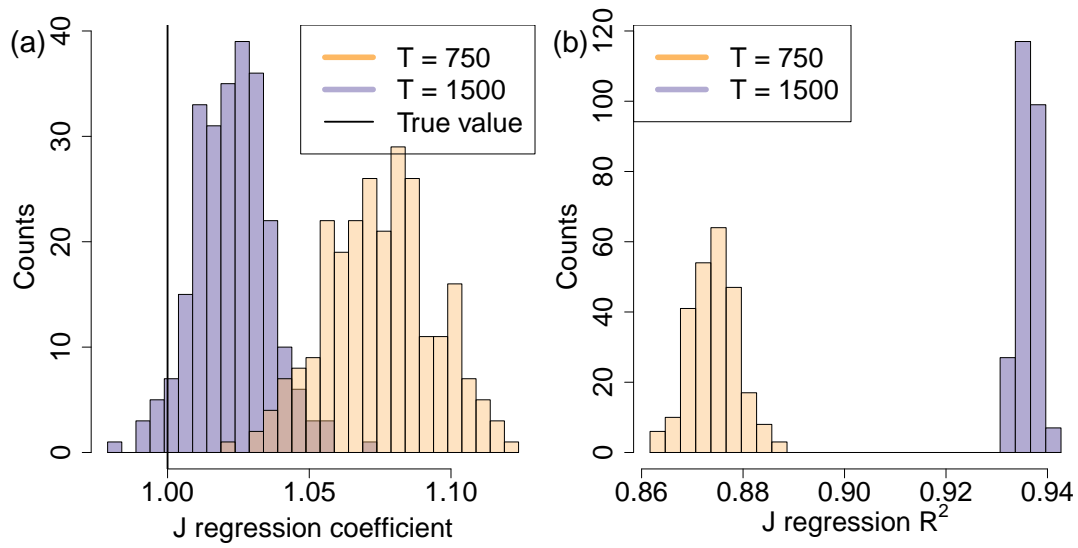 (a)
T = 750
T = 1500
True value
Counts
0
10
20
30
40
1.00
1.05
1.10
J regression coefficient
(b)
T = 750
T = 1500
Counts
0
20
40
60
80
100
120
0.86
0.88
0.90
0.92
0.94
J regression R²